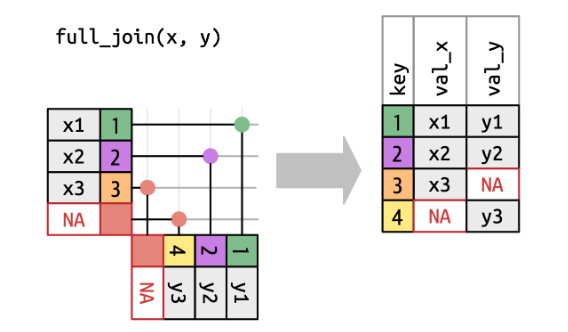 full_join(x, y)
key val_x val_y
x1 1
x2 2
x3 3
NA
4 2 1
NA y3 y2 y1
1 x1 y1
2 x2 y2
3 x3 NA
4 NA y3